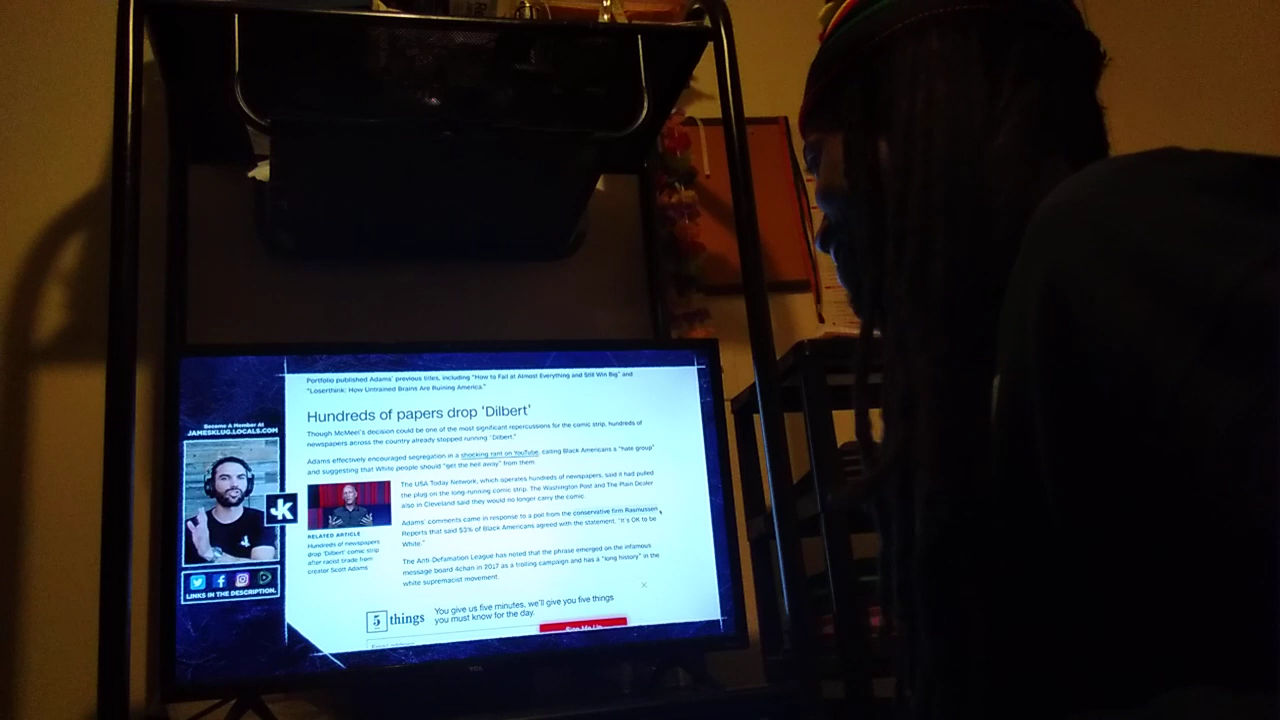 Portfolio published Adams' previous titles, including "How to Fail at Almost Everything and Still Win Big" and
"Loserthink: How Untrained Brains Are Ruining America."
Hundreds of papers drop 'Dilbert'
Though McMeel's decision could be one of the most significant repercussions for the comic strip, hundreds of
newspapers across the country already stopped running "Dilbert."
Adams effectively encouraged segregation in a shocking rant on YouTube, calling Black Americans a "hate group"
and suggesting that White people should "get the hell away" from them.
The USA Today Network, which operates hundreds of newspapers, said it had pulled
the plug on the long-running comic strip. The Washington Post and The Plain Dealer
also in Cleveland said they would no longer carry the comic.
RELATED ARTICLE
Hundreds of newspapers
drop 'Dilbert' comic strip
after racist tirade from
creator Scott Adams
Adams' comments came in response to a poll from the conservative firm Rasmussen
Reports that said 53% of Black Americans agreed with the statement, "It's OK to be
White."
The Anti-Defamation League has noted that the phrase emerged on the infamous
message board 4chan in 2017 as a trolling campaign and has a "long history" in the
white supremacist movement.
5 things
You give us five minutes, we'll give you five things
you must know for the day.
Sign Me Up
Become A Member At
JAMESKLUG.LOCALS.COM
JK
LINKS IN THE DESCRIPTION.
TCL